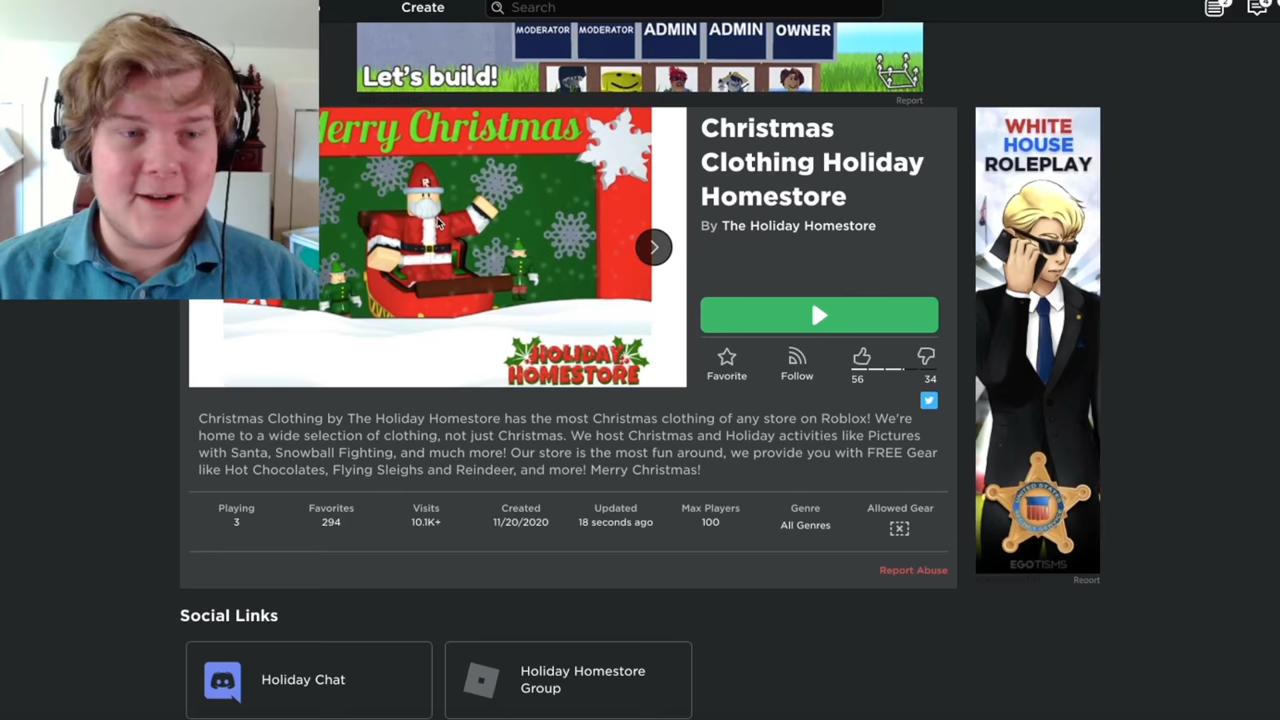 Create
Search
MODERATOR MODERATOR ADMIN ADMIN OWNER
Let's build!
Report
Merry Christmas
HOLIDAY
HOMESTORE
Christmas
Clothing Holiday
Homestore
By The Holiday Homestore
Favorite
Follow
56
34
WHITE
HOUSE
ROLEPLAY
UNITED STATES
EGOTISMS
Report
Christmas Clothing by The Holiday Homestore has the most Christmas clothing of any store on Roblox! We're
home to a wide selection of clothing, not just Christmas. We host Christmas and Holiday activities like Pictures
with Santa, Snowball Fighting, and much more! Our store is the most fun around, we provide you with FREE Gear
like Hot Chocolates, Flying Sleighs and Reindeer, and more! Merry Christmas!
Playing Favorites Visits Created Updated Max Players Genre Allowed Gear
3 294 10.1K+ 11/20/2020 18 seconds ago 100 All Genres
Report Abuse
Social Links
Holiday Chat
Holiday Homestore
Group